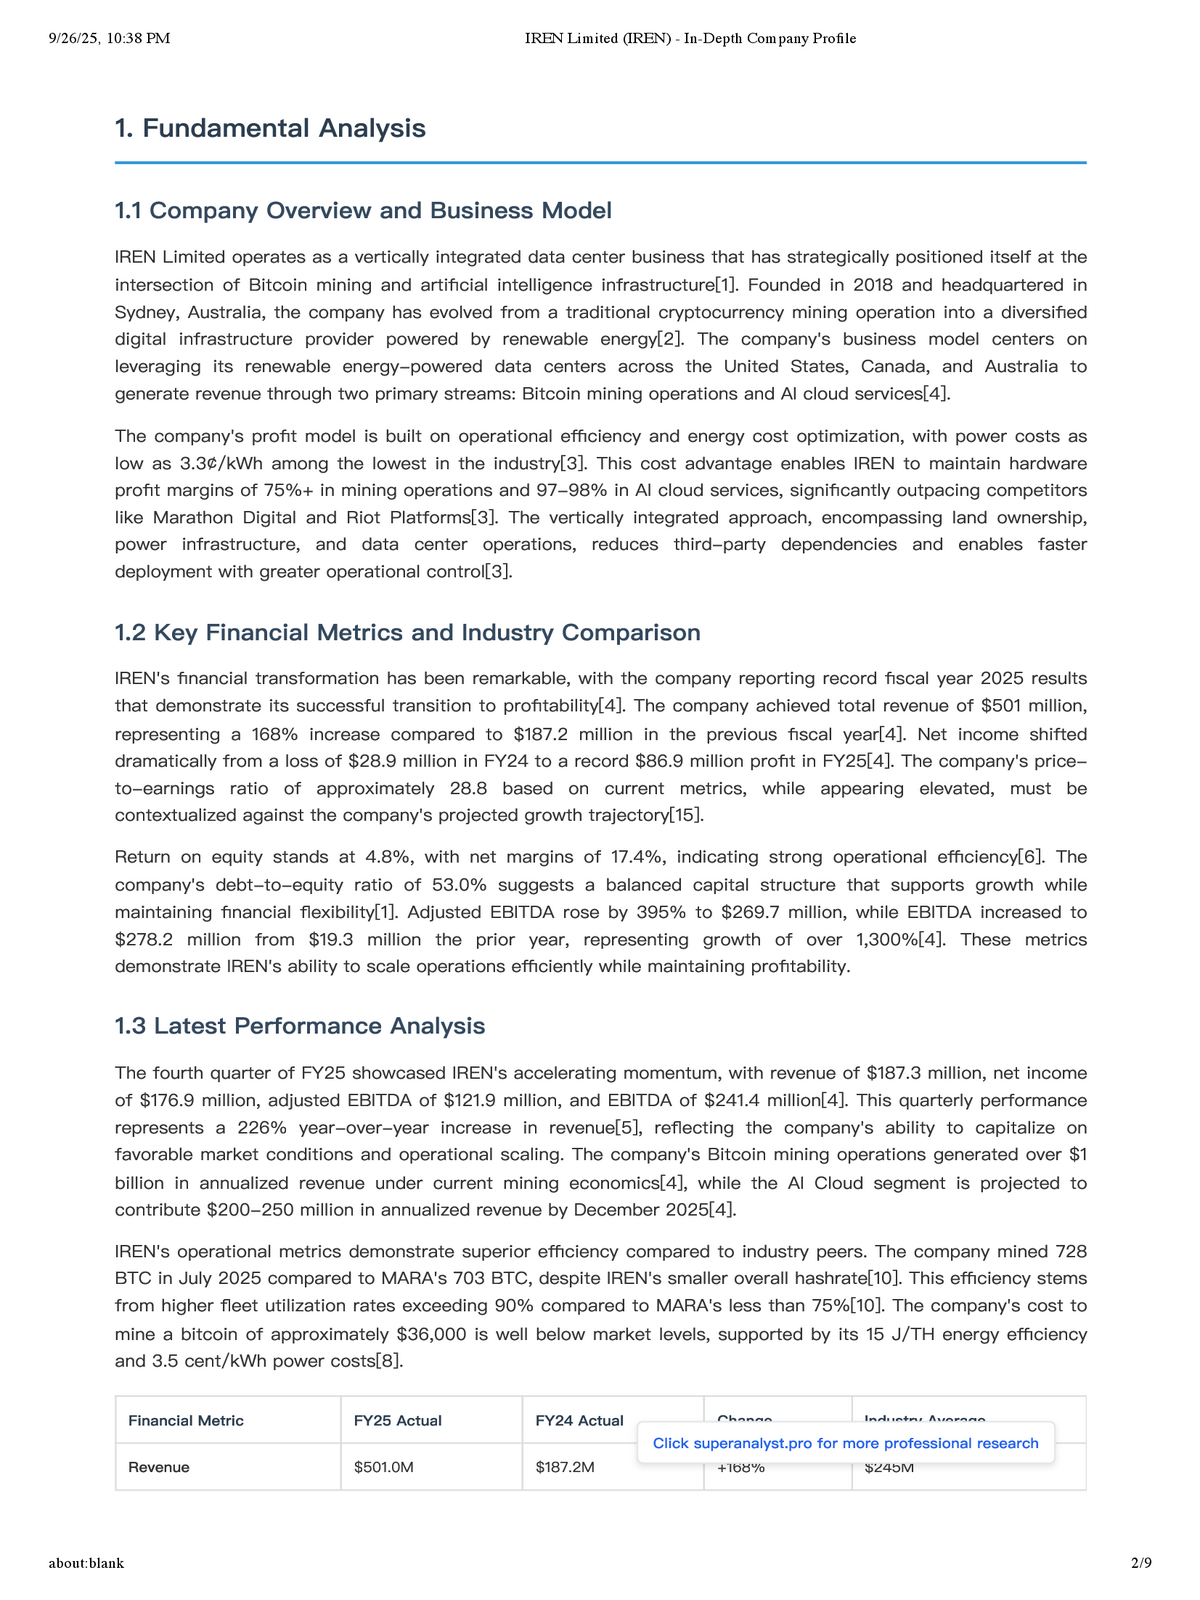 9/26/25, 10:38 PM
IREN Limited (IREN) - In-Depth Company Profile
1. Fundamental Analysis
1.1 Company Overview and Business Model
IREN Limited operates as a vertically integrated data center business that has strategically positioned itself at the
intersection of Bitcoin mining and artificial intelligence infrastructure[1]. Founded in 2018 and headquartered in
Sydney, Australia, the company has evolved from a traditional cryptocurrency mining operation into a diversified
digital infrastructure provider powered by renewable energy[2]. The company's business model centers on
leveraging its renewable energy-powered data centers across the United States, Canada, and Australia to
generate revenue through two primary streams: Bitcoin mining operations and AI cloud services[4].
The company's profit model is built on operational efficiency and energy cost optimization, with power costs as
low as 3.3¢/kWh among the lowest in the industry[3]. This cost advantage enables IREN to maintain hardware
profit margins of 75%+ in mining operations and 97-98% in AI cloud services, significantly outpacing competitors
like Marathon Digital and Riot Platforms[3]. The vertically integrated approach, encompassing land ownership,
power infrastructure, and data center operations, reduces third-party dependencies and enables faster
deployment with greater operational control[3].
1.2 Key Financial Metrics and Industry Comparison
IREN's financial transformation has been remarkable, with the company reporting record fiscal year 2025 results
that demonstrate its successful transition to profitability[4]. The company achieved total revenue of $501 million,
representing a 168% increase compared to $187.2 million in the previous fiscal year[4]. Net income shifted
dramatically from a loss of $28.9 million in FY24 to a record $86.9 million profit in FY25[4]. The company's price-
to-earnings ratio of approximately 28.8 based on current metrics, while appearing elevated, must be
contextualized against the company's projected growth trajectory[15].
Return on equity stands at 4.8%, with net margins of 17.4%, indicating strong operational efficiency[6]. The
company's debt-to-equity ratio of 53.0% suggests a balanced capital structure that supports growth while
maintaining financial flexibility[1]. Adjusted EBITDA rose by 395% to $269.7 million, while EBITDA increased to
$278.2 million from $19.3 million the prior year, representing growth of over 1,300%[4]. These metrics
demonstrate IREN's ability to scale operations efficiently while maintaining profitability.
1.3 Latest Performance Analysis
The fourth quarter of FY25 showcased IREN's accelerating momentum, with revenue of $187.3 million, net income
of $176.9 million, adjusted EBITDA of $121.9 million, and EBITDA of $241.4 million[4]. This quarterly performance
represents a 226% year-over-year increase in revenue[5], reflecting the company's ability to capitalize on
favorable market conditions and operational scaling. The company's Bitcoin mining operations generated over $1
billion in annualized revenue under current mining economics[4], while the AI Cloud segment is projected to
contribute $200-250 million in annualized revenue by December 2025[4].
IREN's operational metrics demonstrate superior efficiency compared to industry peers. The company mined 728
BTC in July 2025 compared to MARA's 703 BTC, despite IREN's smaller overall hashrate[10]. This efficiency stems
from higher fleet utilization rates exceeding 90% compared to MARA's less than 75%[10]. The company's cost to
mine a bitcoin of approximately $36,000 is well below market levels, supported by its 15 J/TH energy efficiency
and 3.5 cent/kWh power costs[8].
Financial Metric FY25 Actual FY24 Actual Change Industry Average
Click superanalyst.pro for more professional research
Revenue $501.0M $187.2M +168% $245M
about:blank
2/9